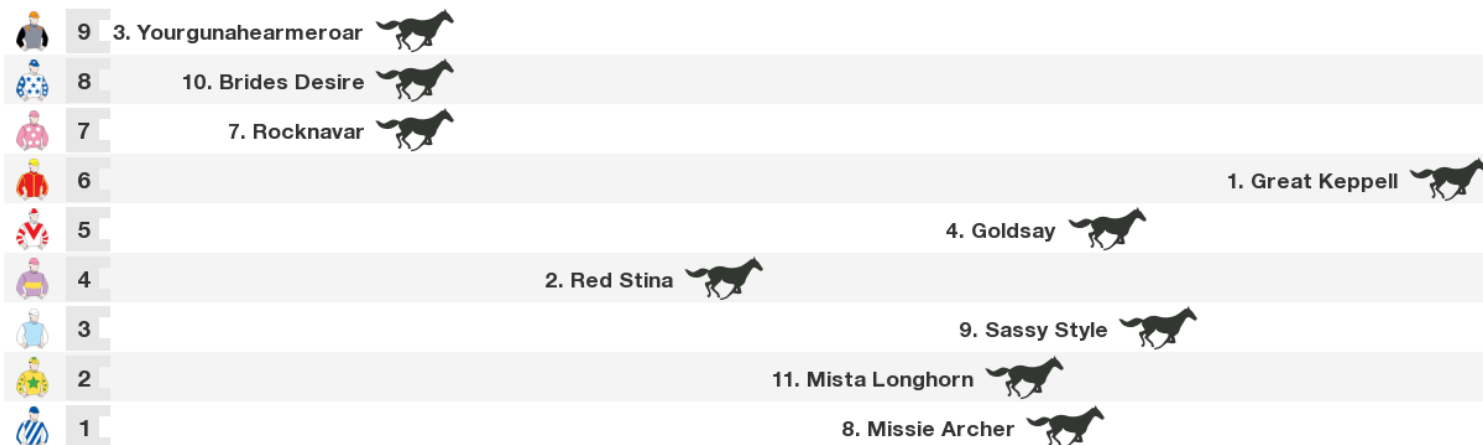 9 3. Yourgunahearmeroar
8 10. Brides Desire
7 7. Rocknavar
6 1. Great Keppell
5 4. Goldsay
4 2. Red Stina
3 9. Sassy Style
2 11. Mista Longhorn
1 8. Missie Archer